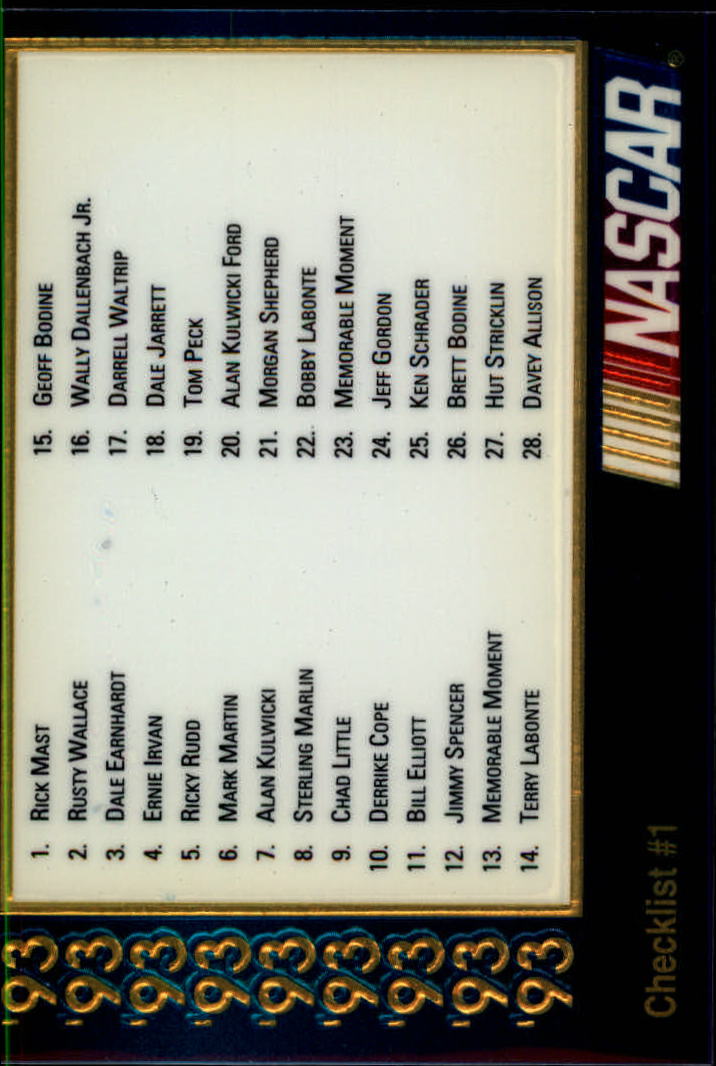 '93
'93
'93
'93
'93
'93
'93
'93
'93
1. RICK MAST
2. RUSTY WALLACE
3. DALE EARNHARDT
4. ERNIE IRVAN
5. RICKY RUDD
6. MARK MARTIN
7. ALAN KULWICKI
8. STERLING MARLIN
9. CHAD LITTLE
10. DERRIKE COPE
11. BILL ELLIOTT
12. JIMMY SPENCER
13. MEMORABLE MOMENT
14. TERRY LABONTE
15. GEOFF BODINE
16. WALLY DALLENBACH JR.
17. DARRELL WALTRIP
18. DALE JARRETT
19. TOM PECK
20. ALAN KULWICKI FORD
21. MORGAN SHEPHERD
22. BOBBY LABONTE
23. MEMORABLE MOMENT
24. JEFF GORDON
25. KEN SCHRADER
26. BRETT BODINE
27. HUT STRICKLIN
28. DAVEY ALLISON
Checklist #1
NASCAR®